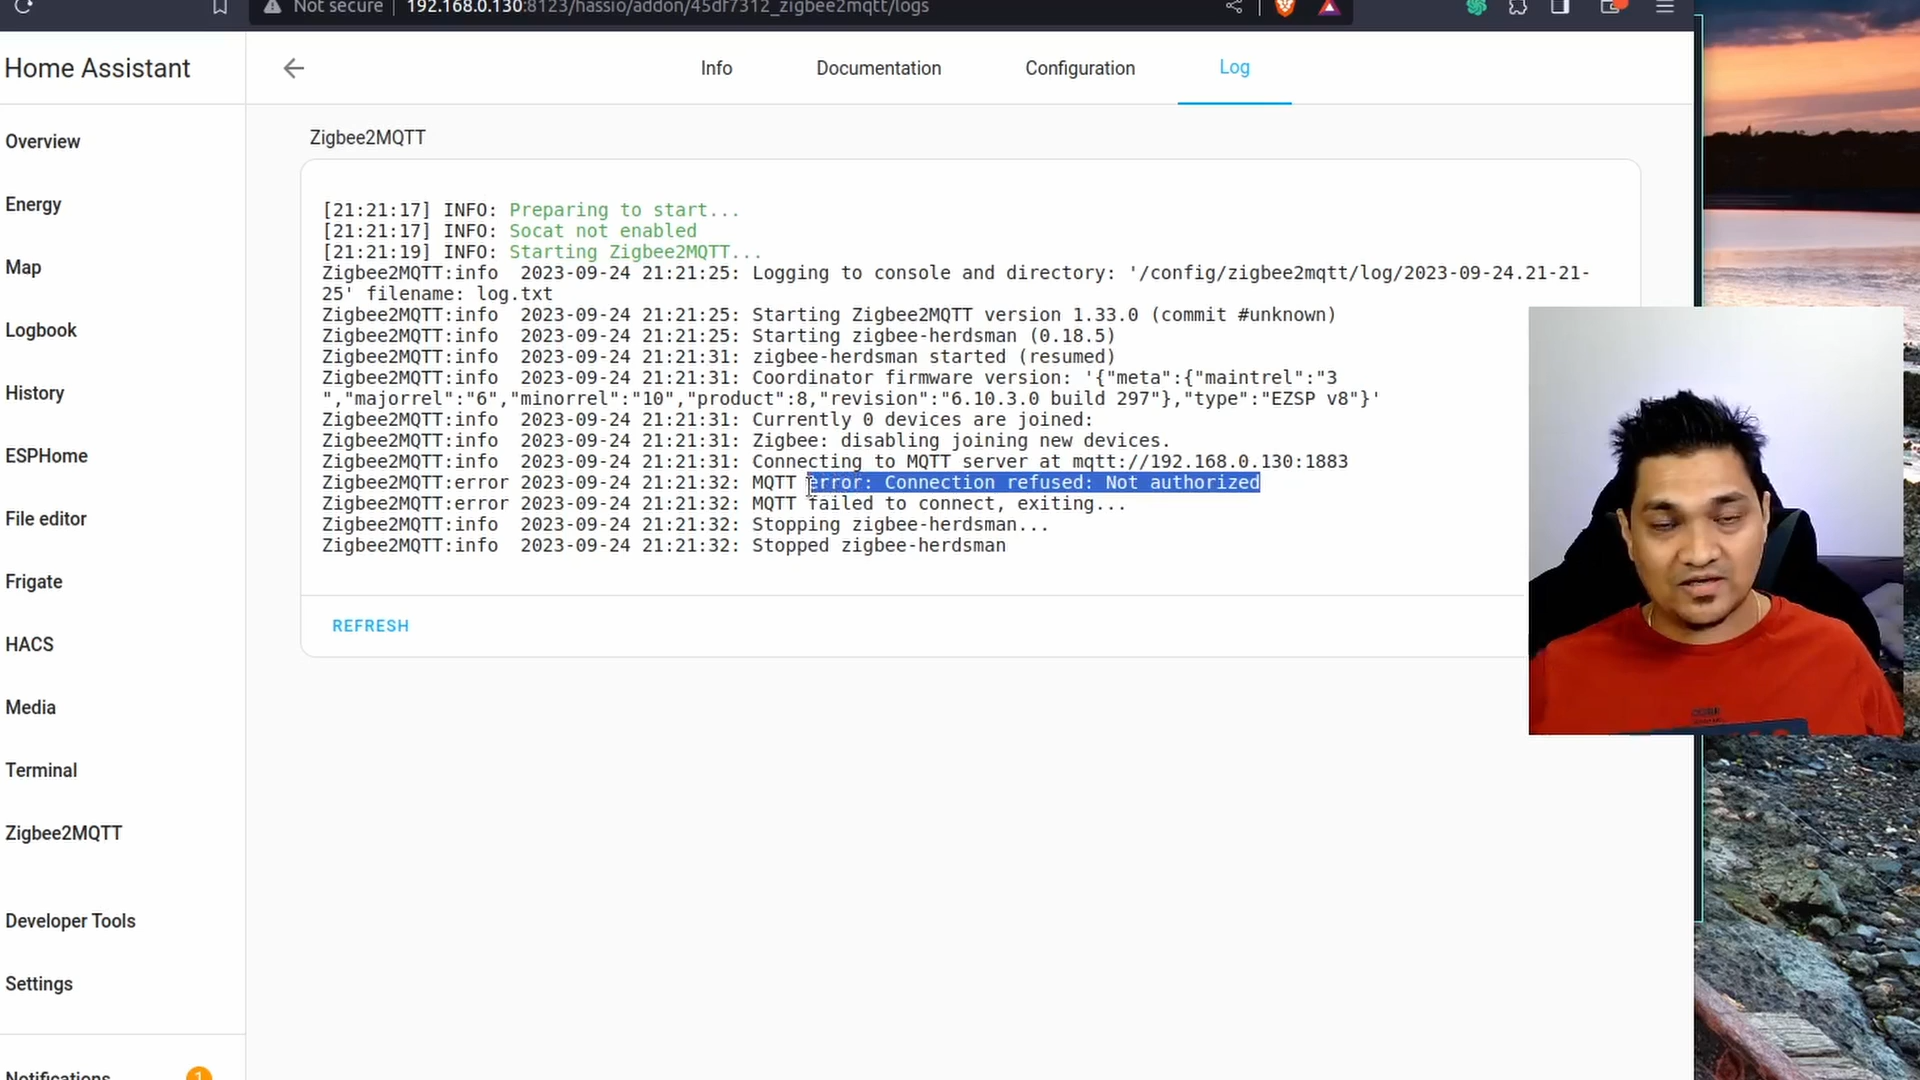 Not secure
192.168.0.130:8123/hassio/addon/45df7312_zigbee2mqtt/logs
Home Assistant
Info
Documentation
Configuration
Log
Overview
Energy
Map
Logbook
History
ESPHome
File editor
Frigate
HACS
Media
Terminal
Zigbee2MQTT
Developer Tools
Settings
Notifications
1
Zigbee2MQTT
[21:21:17] INFO: Preparing to start...
[21:21:17] INFO: Socat not enabled
[21:21:19] INFO: Starting Zigbee2MQTT...
Zigbee2MQTT:info  2023-09-24 21:21:25: Logging to console and directory: '/config/zigbee2mqtt/log/2023-09-24.21-21-
25' filename: log.txt
Zigbee2MQTT:info  2023-09-24 21:21:25: Starting Zigbee2MQTT version 1.33.0 (commit #unknown)
Zigbee2MQTT:info  2023-09-24 21:21:25: Starting zigbee-herdsman (0.18.5)
Zigbee2MQTT:info  2023-09-24 21:21:31: zigbee-herdsman started (resumed)
Zigbee2MQTT:info  2023-09-24 21:21:31: Coordinator firmware version: '{"meta":{"maintrel":"3
","majorrel":"6","minorrel":"10","product":8,"revision":"6.10.3.0 build 297"},"type":"EZSP v8"}'
Zigbee2MQTT:info  2023-09-24 21:21:31: Currently 0 devices are joined:
Zigbee2MQTT:info  2023-09-24 21:21:31: Zigbee: disabling joining new devices.
Zigbee2MQTT:info  2023-09-24 21:21:31: Connecting to MQTT server at mqtt://192.168.0.130:1883
Zigbee2MQTT:error 2023-09-24 21:21:32: MQTT error: Connection refused: Not authorized
Zigbee2MQTT:error 2023-09-24 21:21:32: MQTT failed to connect, exiting...
Zigbee2MQTT:info  2023-09-24 21:21:32: Stopping zigbee-herdsman...
Zigbee2MQTT:info  2023-09-24 21:21:32: Stopped zigbee-herdsman
REFRESH